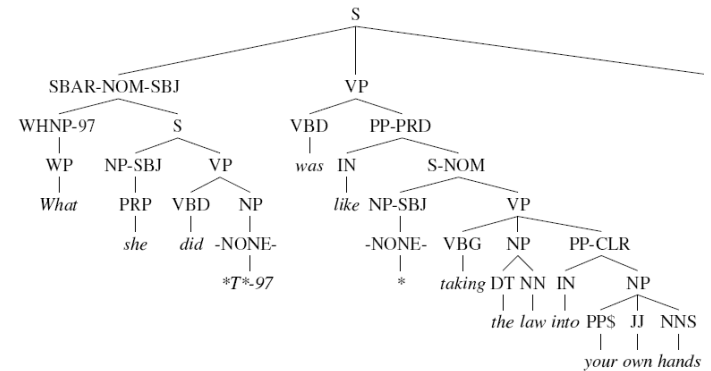 S
SBAR-NOM-SBJ VP
WHNP-97 S VBD PP-PRD
WP NP-SBJ VP was IN S-NOM
What PRP VBD NP like NP-SBJ VP
she did -NONE- -NONE- VBG NP PP-CLR
*T*-97 * taking DT NN IN NP
the law into PP$ JJ NNS
your own hands